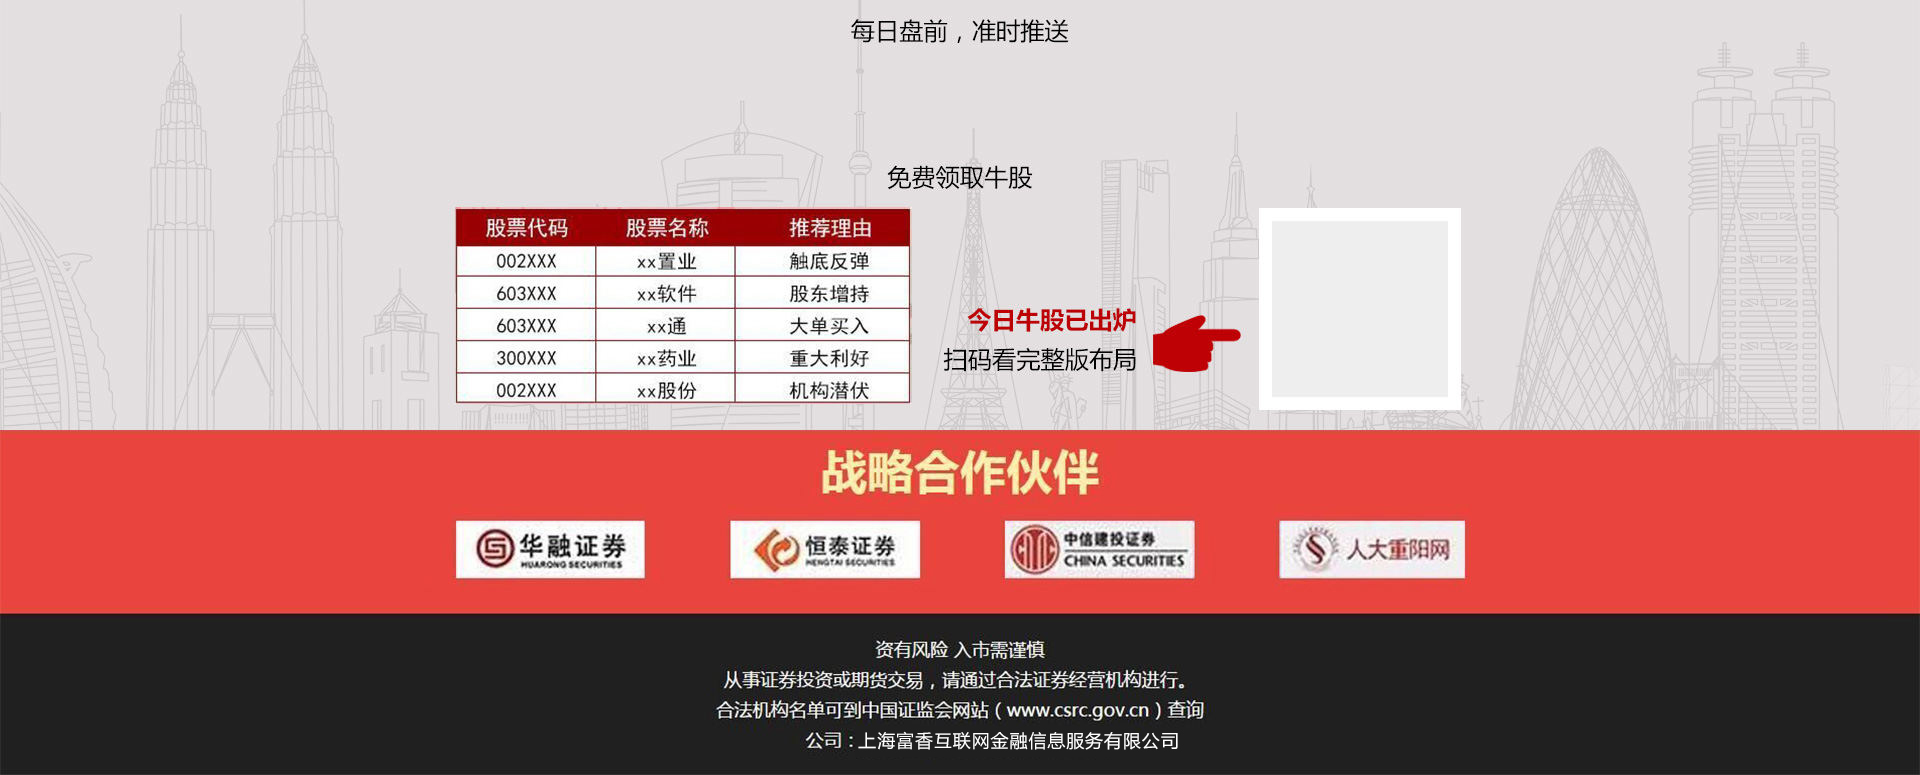 每日盘前，准时推送
免费领取牛股
股票代码 股票名称 推荐理由
002XXX xx置业 触底反弹
603XXX xx软件 股东增持
603XXX xx通 大单买入
300XXX xx药业 重大利好
002XXX xx股份 机构潜伏
今日牛股已出炉
扫码看完整版布局
战略合作伙伴
华融证券
HUARONG SECURITIES
恒泰证券
HENGTAI SECURITIES
CITIC
中信建投证券
CHINA SECURITIES
人大重阳网
资有风险 入市需谨慎
从事证券投资或期货交易，请通过合法证券经营机构进行。
合法机构名单可到中国证监会网站（www.csrc.gov.cn）查询
公司：上海富香互联网金融信息服务有限公司